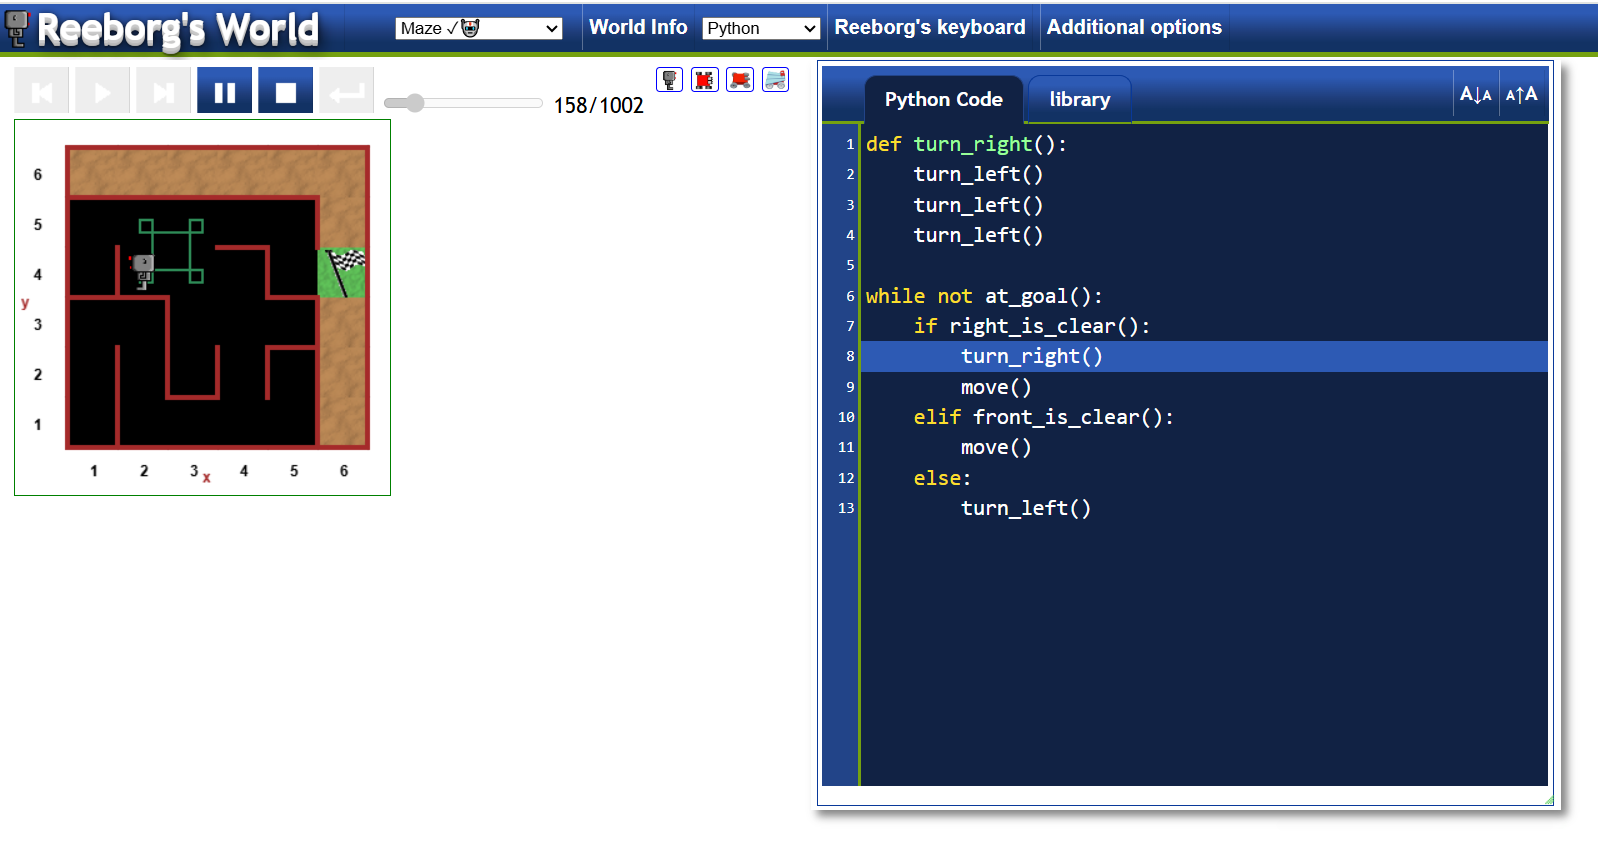 Reeborg's World
Maze ✓
World Info
Python
Reeborg's keyboard
Additional options
158/1002
Python Code
library
A↓A
A↑A
1 def turn_right():
2     turn_left()
3     turn_left()
4     turn_left()
5
6 while not at_goal():
7     if right_is_clear():
8         turn_right()
9         move()
10     elif front_is_clear():
11         move()
12     else:
13         turn_left()
6
5
4
y
3
2
1
1 2 3 x 4 5 6